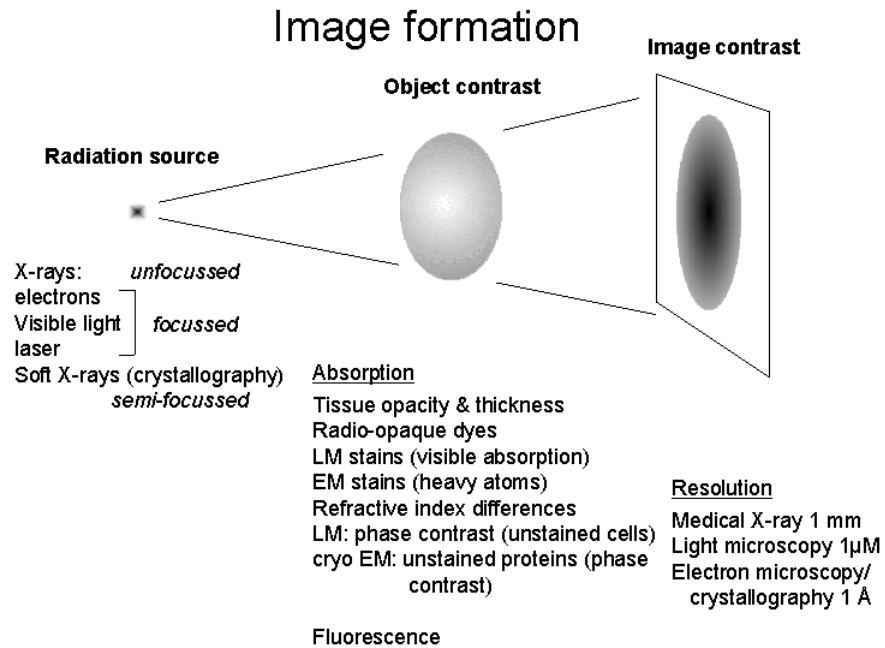 Image formation
Image contrast
Object contrast
Radiation source
X-rays: unfocussed
electrons
Visible light focussed
laser
Soft X-rays (crystallography)
semi-focussed
Absorption
Tissue opacity & thickness
Radio-opaque dyes
LM stains (visible absorption)
EM stains (heavy atoms)
Refractive index differences
LM: phase contrast (unstained cells)
cryo EM: unstained proteins (phase
contrast)
Fluorescence
Resolution
Medical X-ray 1 mm
Light microscopy 1µM
Electron microscopy/
crystallography 1 Å